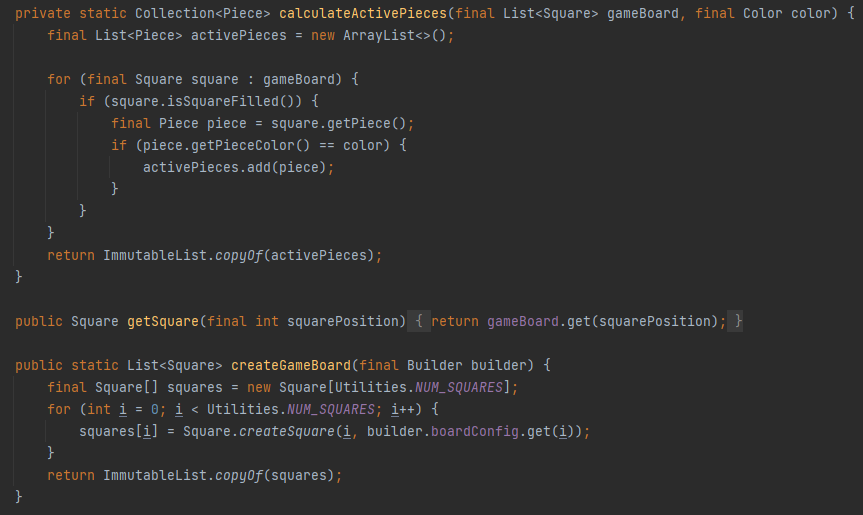 private static Collection<Piece> calculateActivePieces(final List<Square> gameBoard, final Color color) {
    final List<Piece> activePieces = new ArrayList<>();

    for (final Square square : gameBoard) {
        if (square.isSquareFilled()) {
            final Piece piece = square.getPiece();
            if (piece.getPieceColor() == color) {
                activePieces.add(piece);
            }
        }
    }
    return ImmutableList.copyOf(activePieces);
}

public Square getSquare(final int squarePosition) { return gameBoard.get(squarePosition); }

public static List<Square> createGameBoard(final Builder builder) {
    final Square[] squares = new Square[Utilities.NUM_SQUARES];
    for (int i = 0; i < Utilities.NUM_SQUARES; i++) {
        squares[i] = Square.createSquare(i, builder.boardConfig.get(i));
    }
    return ImmutableList.copyOf(squares);
}